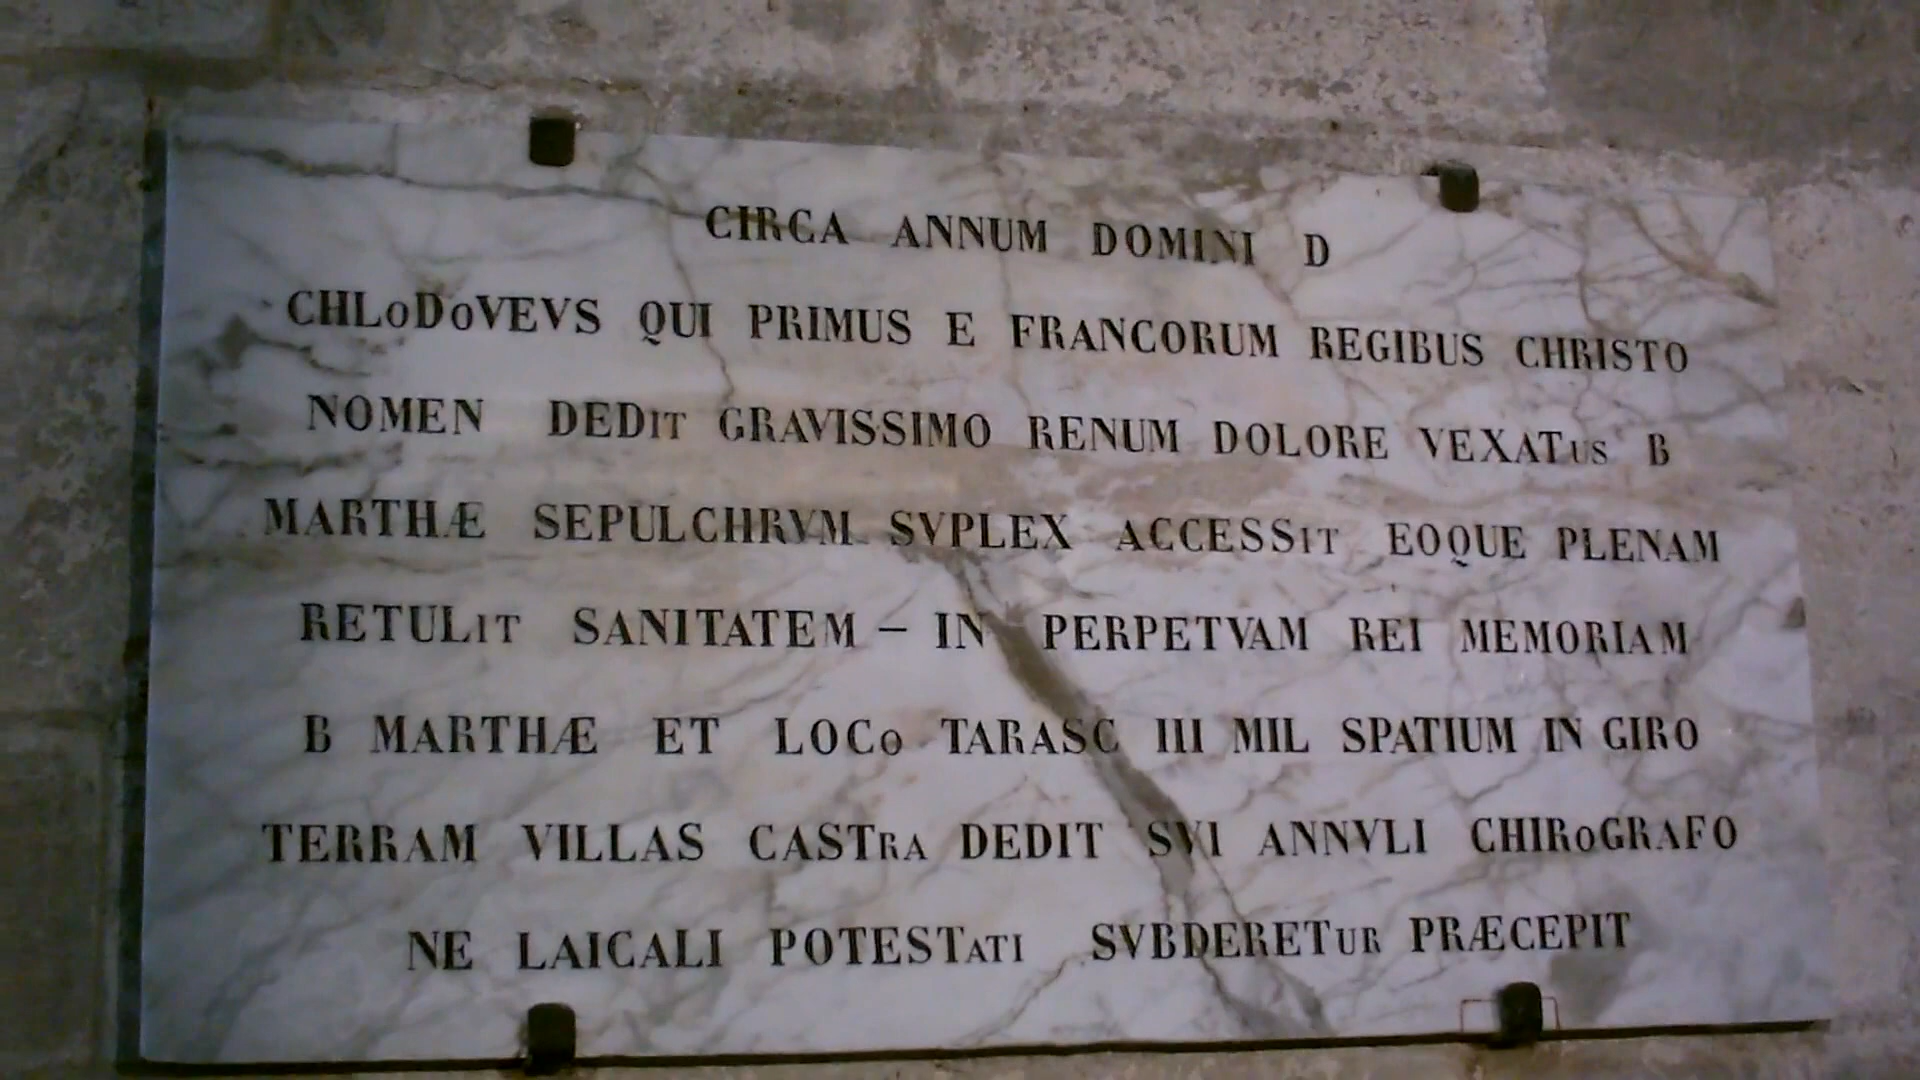 CIRCA ANNUM DOMINI D
CHLoDoVEVS QUI PRIMUS E FRANCORUM REGIBUS CHRISTO
NOMEN DEDIT GRAVISSIMO RENUM DOLORE VEXATUS B
MARTHÆ SEPULCHRVM SVPLEX ACCESSIT EOQUE PLENAM
RETULIT SANITATEM – IN PERPETVAM REI MEMORIAM
B MARTHÆ ET LOCo TARASC III MIL SPATIUM IN GIRO
TERRAM VILLAS CASTRA DEDIT SVI ANNVLI CHIRoGRAFO
NE LAICALI POTESTATI SVBDERETUR PRÆCEPIT